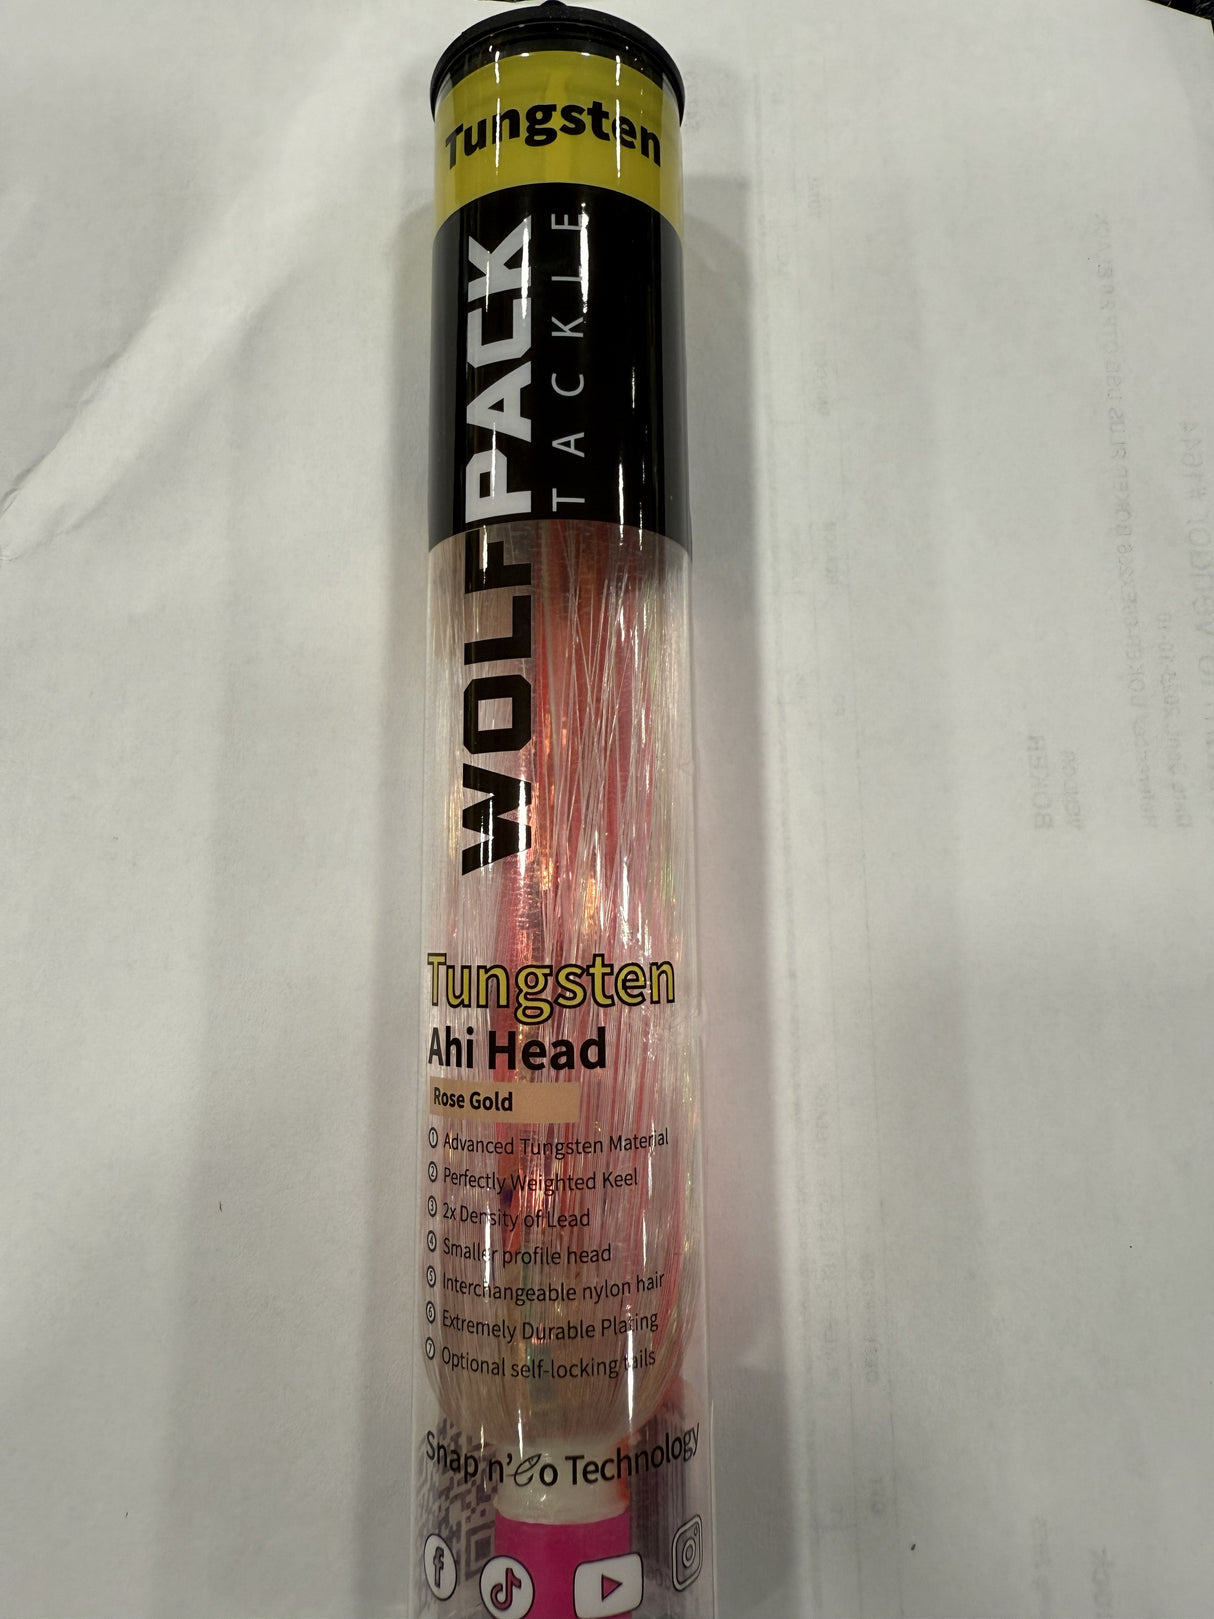 Tungsten
WOLFPACK
TACKLE
Tungsten
Ahi Head
Rose Gold
1 Advanced Tungsten Material
2 Perfectly Weighted Keel
3 2x Density of Lead
4 Smaller profile head
5 Interchangeable nylon hair
6 Extremely Durable Plating
7 Optional self-locking tails
Snap n' Go Technology
BOKER